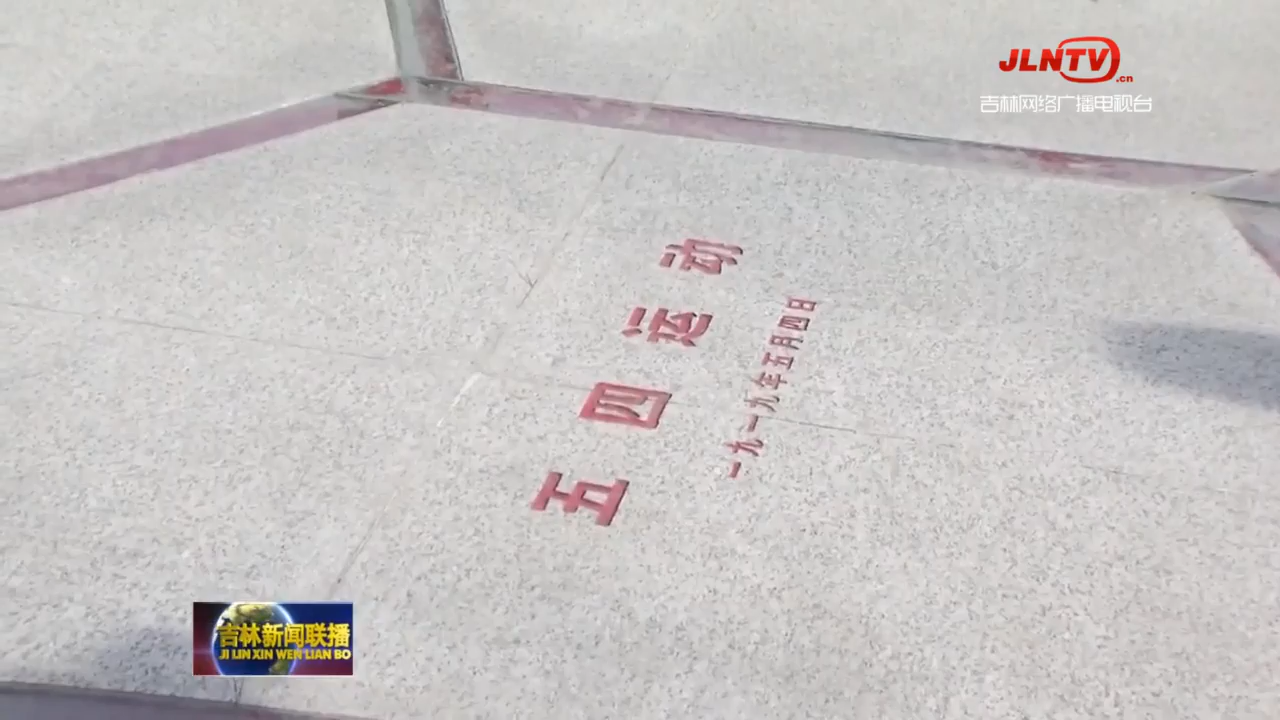 JLNTV.cn
吉林网络广播电视台
五四运动
一九一九年五月四日
吉林新闻联播
JI LIN XIN WEN LIAN BO